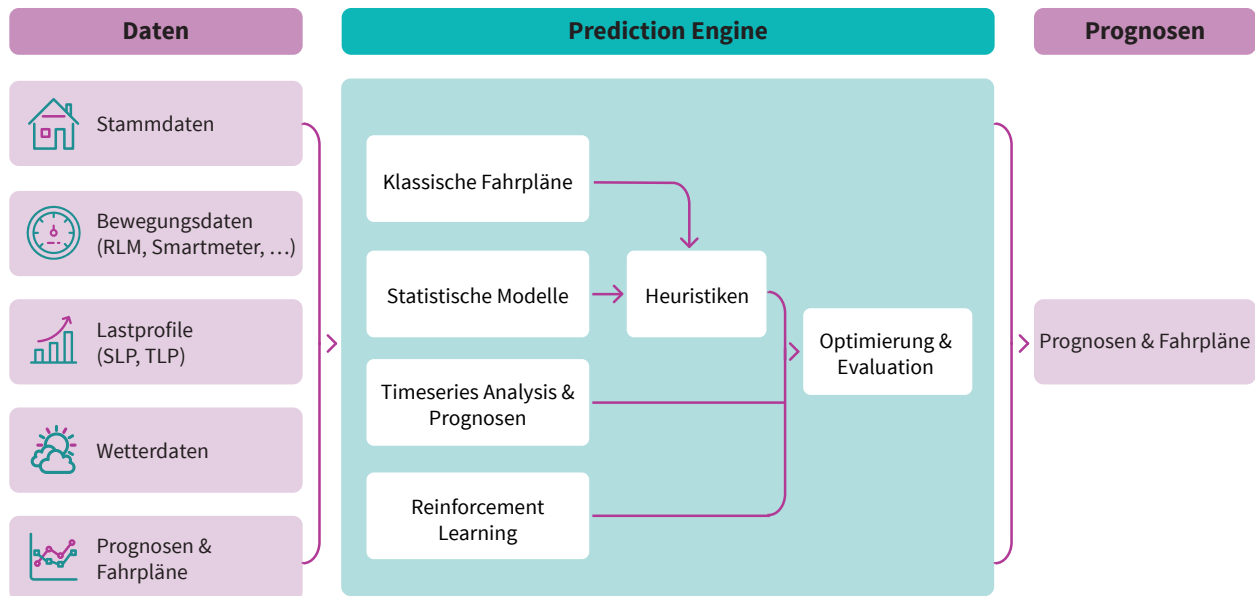 Daten
Prediction Engine
Prognosen
Stammdaten
Bewegungsdaten
(RLM, Smartmeter, …)
Lastprofile
(SLP, TLP)
Wetterdaten
Prognosen &
Fahrpläne
Klassische Fahrpläne
Statistische Modelle
Heuristiken
Timeseries Analysis &
Prognosen
Reinforcement
Learning
Optimierung &
Evaluation
Prognosen & Fahrpläne